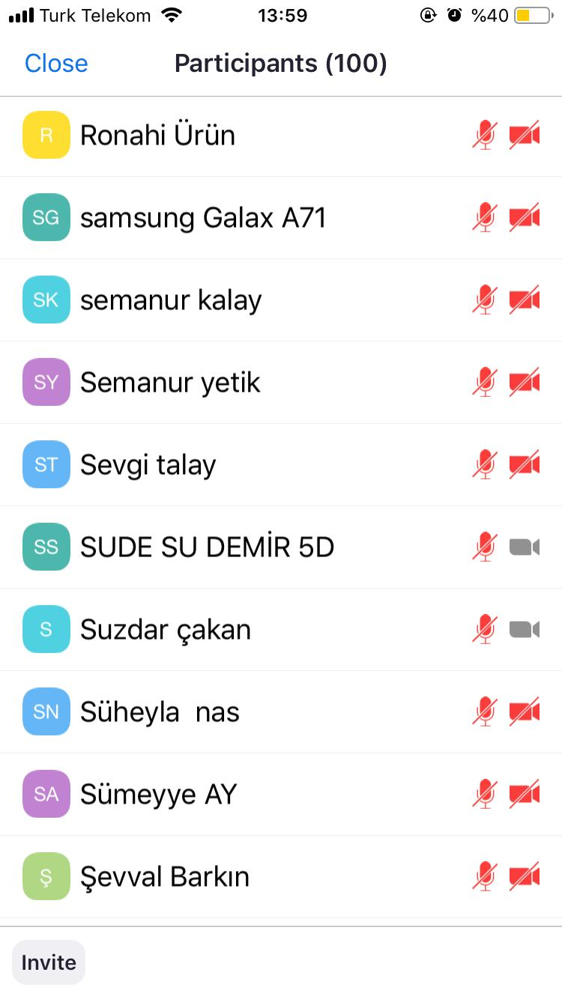 Turk Telekom 13:59 %40
Close Participants (100)
R Ronahi Ürün
SG samsung Galax A71
SK semanur kalay
SY Semanur yetik
ST Sevgi talay
SS SUDE SU DEMİR 5D
S Suzdar çakan
SN Süheyla  nas
SA Sümeyye AY
Ş Şevval Barkın
Invite